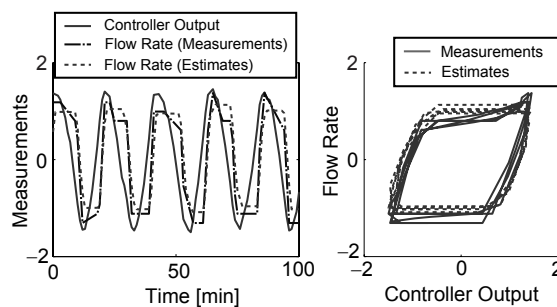 Controller Output
Flow Rate (Measurements)
Flow Rate (Estimates)
Measurements
2
0
−2
0
50
100
Time [min]
Measurements
Estimates
Flow Rate
2
0
−2
−2
0
2
Controller Output